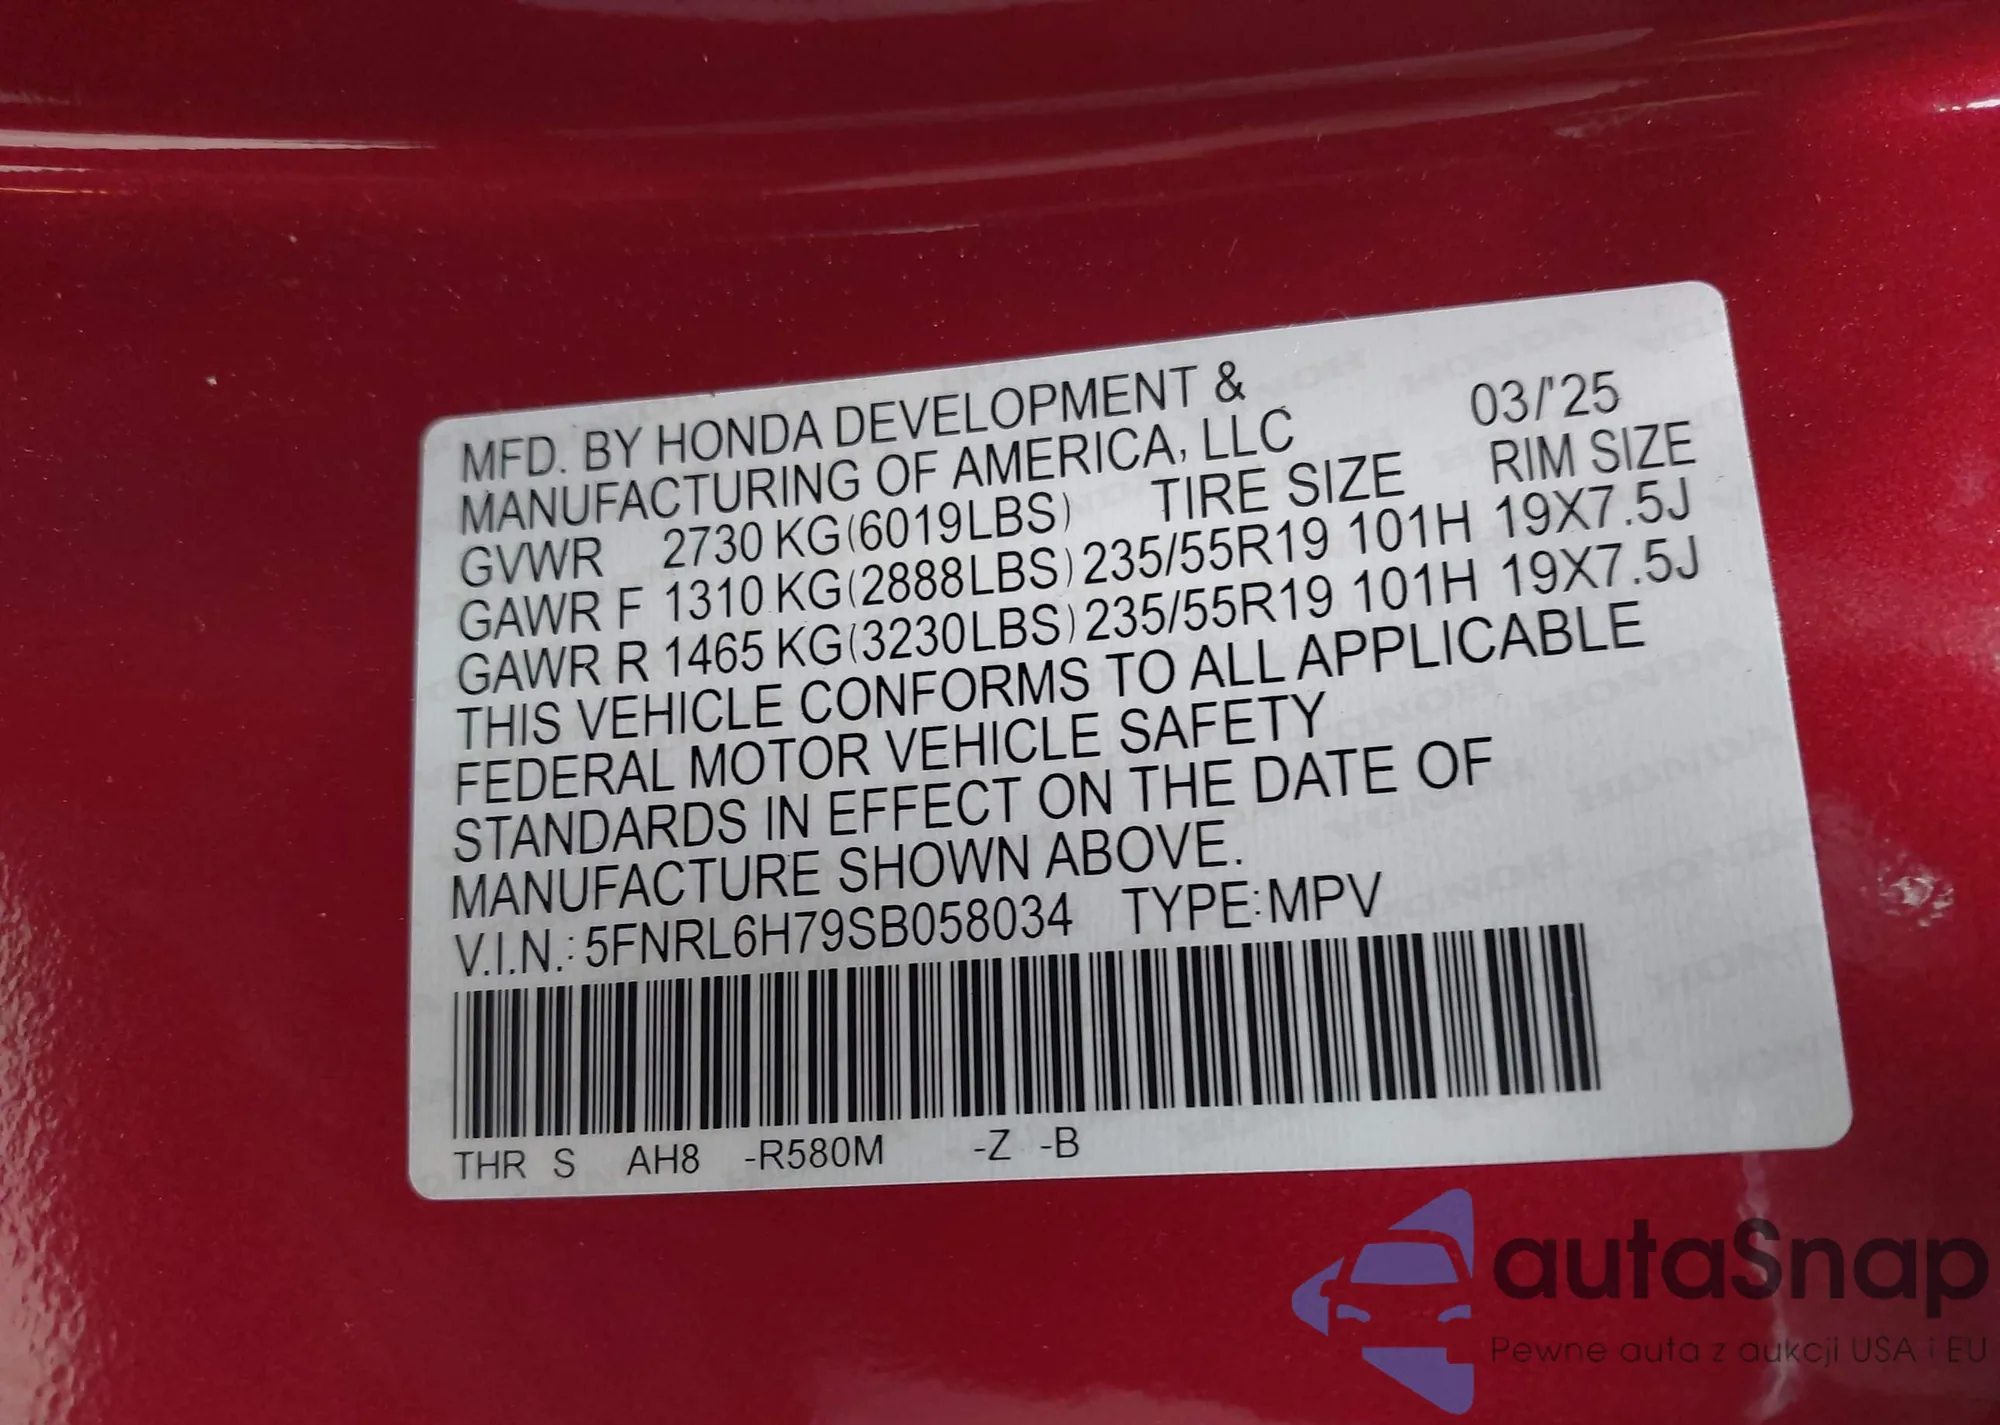 MFD. BY HONDA DEVELOPMENT & 03/'25
MANUFACTURING OF AMERICA, LLC
GVWR 2730 KG(6019LBS) TIRE SIZE RIM SIZE
GAWR F 1310 KG(2888LBS) 235/55R19 101H 19X7.5J
GAWR R 1465 KG(3230LBS) 235/55R19 101H 19X7.5J
THIS VEHICLE CONFORMS TO ALL APPLICABLE
FEDERAL MOTOR VEHICLE SAFETY
STANDARDS IN EFFECT ON THE DATE OF
MANUFACTURE SHOWN ABOVE.
V.I.N.: 5FNRL6H79SB058034 TYPE: MPV
THR S AH8 -R580M -Z -B
autaSnap
Pewne auta z aukcji USA i EU